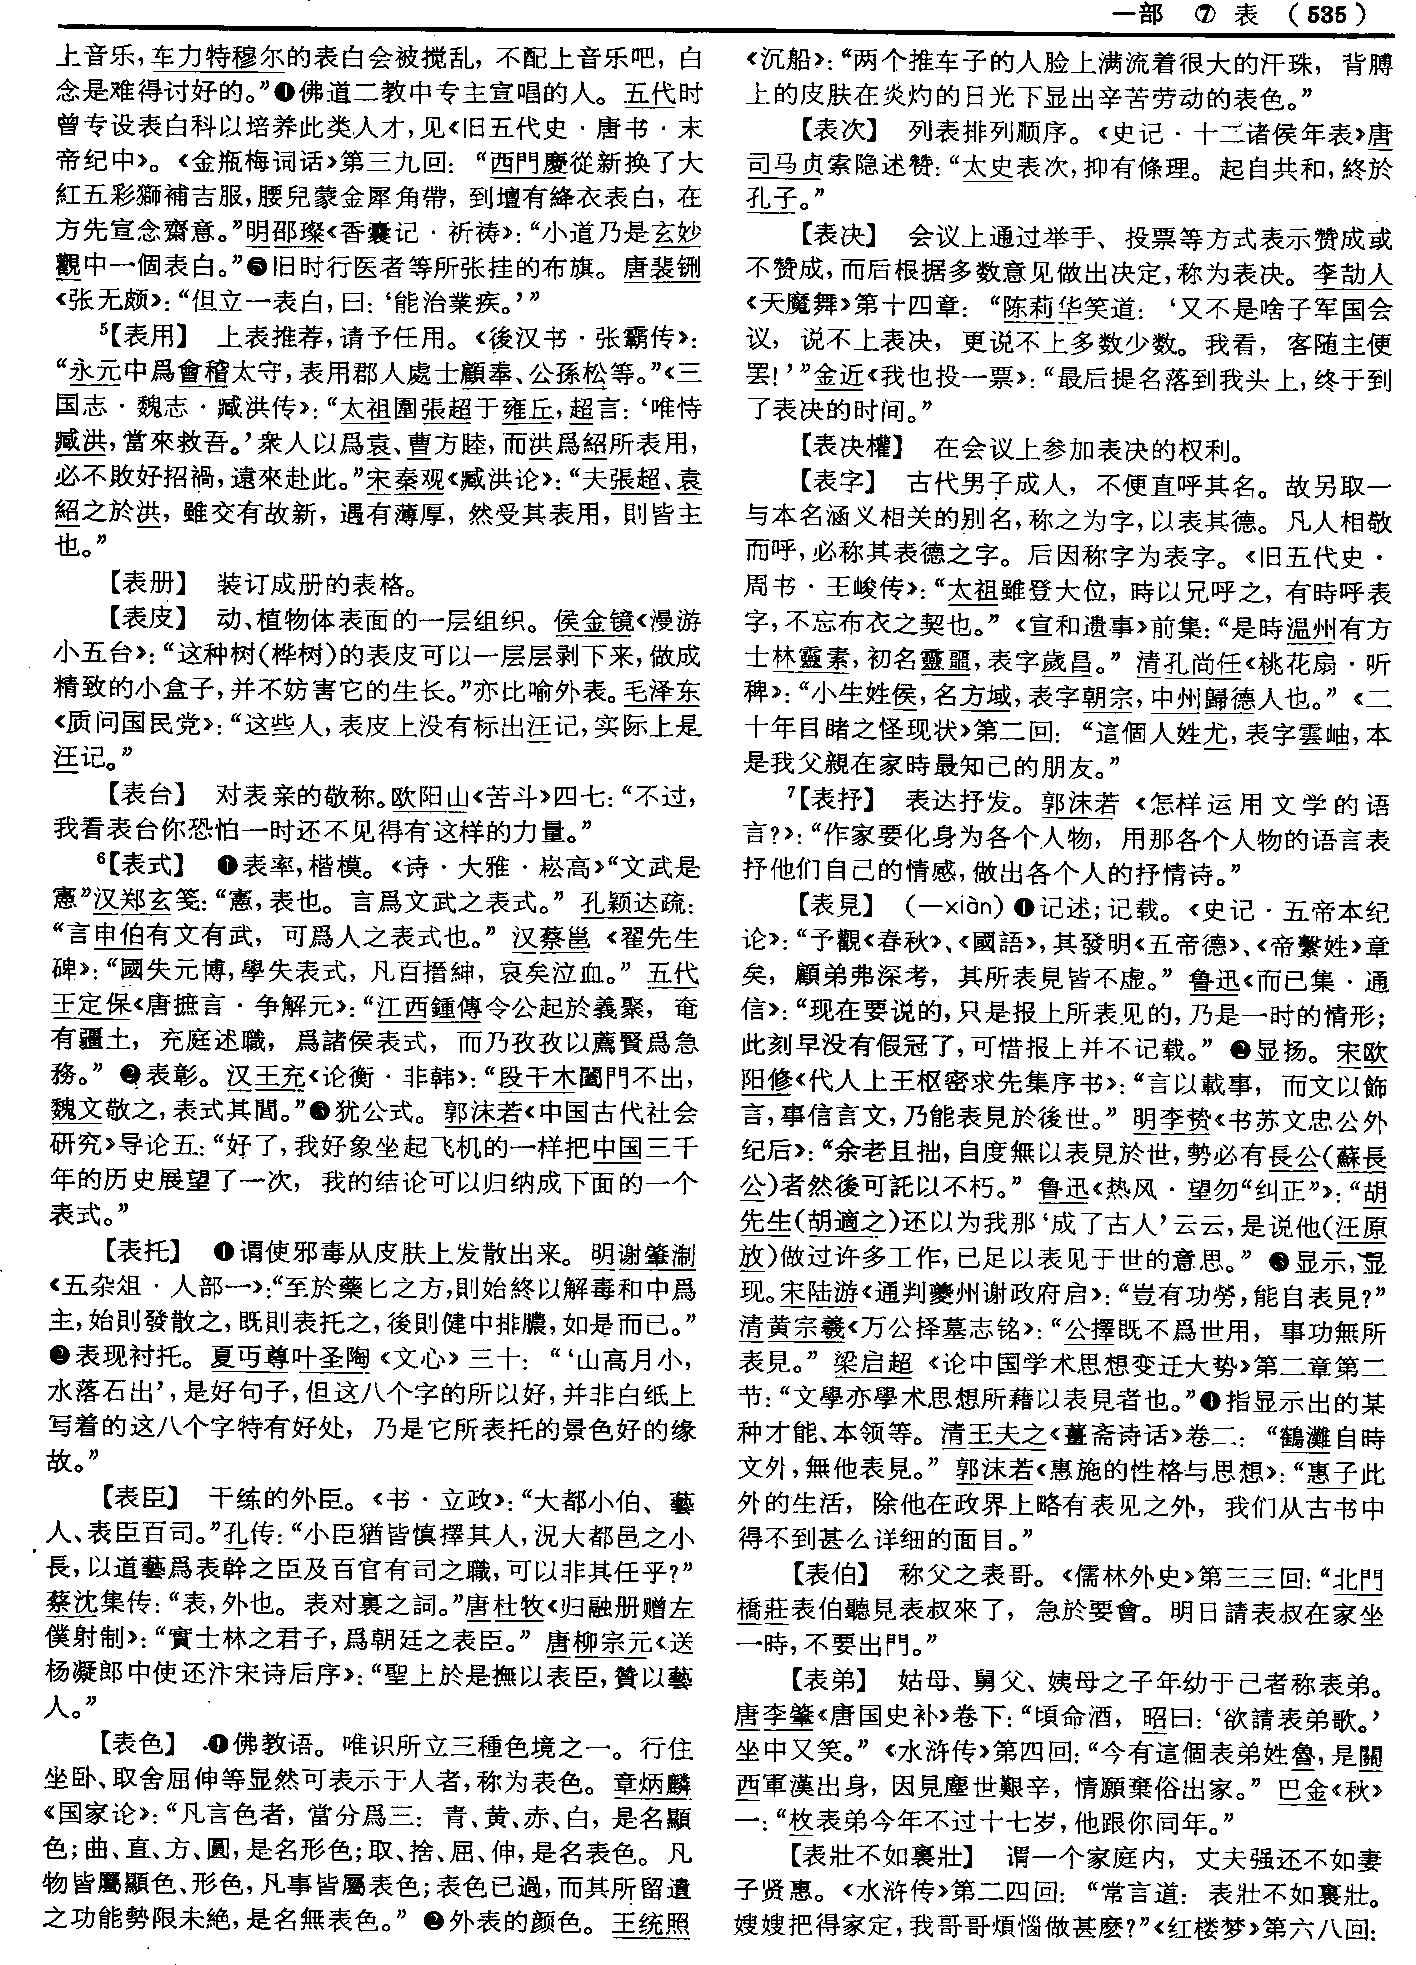 一部 ⑦ 表 (535)
上音乐,车力特穆尔的表白会被搅乱,不配上音乐吧,白
念是难得讨好的。”❹佛道二教中专主宣唱的人。五代时
曾专设表白科以培养此类人才,见《旧五代史·唐书·末
帝纪中》。《金瓶梅词话》第三九回:“西門慶從新换了大
紅五彩獅補吉服,腰兒蒙金犀角帶,到壇有絳衣表白,在
方先宣念齋意。”明邵璨《香囊记·祈祷》:“小道乃是玄妙
觀中一個表白。”❺旧时行医者等所张挂的布旗。唐裴铏
《张无颇》:“但立一表白,曰:‘能治業疾。’”
⁵【表用】 上表推荐,请予任用。《後汉书·张霸传》:
“永元中爲會稽太守,表用郡人處士顧奉、公孫松等。”《三
国志·魏志·臧洪传》:“太祖圍張超于雍丘,超言:‘唯恃
臧洪,當來救吾。’衆人以爲袁、曹方睦,而洪爲紹所表用,
必不敗好招禍,遠來赴此。”宋秦观《臧洪论》:“夫張超、袁
紹之於洪,雖交有故新,遇有薄厚,然受其表用,則皆主
也。”
【表册】 装订成册的表格。
【表皮】 动、植物体表面的一层组织。侯金镜《漫游
小五台》:“这种树(桦树)的表皮可以一层层剥下来,做成
精致的小盒子,并不妨害它的生长。”亦比喻外表。毛泽东
《质问国民党》:“这些人,表皮上没有标出汪记,实际上是
汪记。”
【表台】 对表亲的敬称。欧阳山《苦斗》四七:“不过,
我看表台你恐怕一时还不见得有这样的力量。”
⁶【表式】 ❶表率,楷模。《诗·大雅·崧高》“文武是
憲”汉郑玄笺:“憲,表也。言爲文武之表式。”孔颖达疏:
“言申伯有文有武,可爲人之表式也。”汉蔡邕《翟先生
碑》:“國失元博,學失表式,凡百搢紳,哀矣泣血。”五代
王定保《唐摭言·争解元》:“江西鍾傳令公起於義聚,奄
有疆土,充庭述職,爲諸侯表式,而乃孜孜以薦賢爲急
務。”❷表彰。汉王充《论衡·非韩》:“段干木闔門不出,
魏文敬之,表式其閭。”❸犹公式。郭沫若《中国古代社会
研究》导论五:“好了,我好象坐起飞机的一样把中国三千
年的历史展望了一次,我的结论可以归纳成下面的一个
表式。”
【表托】 ❶谓使邪毒从皮肤上发散出来。明谢肇淛
《五杂俎·人部一》:“至於藥匕之方,則始終以解毒和中爲
主,始則發散之,既則表托之,後則健中排膿,如是而已。”
❷表现衬托。夏丏尊叶圣陶《文心》三十:“‘山高月小,
水落石出’,是好句子,但这八个字的所以好,并非白纸上
写着的这八个字特有好处,乃是它所表托的景色好的缘
故。”
【表臣】 干练的外臣。《书·立政》:“大都小伯、藝
人、表臣百司。”孔传:“小臣猶皆慎擇其人,況大都邑之小
長,以道藝爲表幹之臣及百官有司之職,可以非其任乎?”
蔡沈集传:“表,外也。表对裏之詞。”唐杜牧《归融册赠左
僕射制》:“實士林之君子,爲朝廷之表臣。”唐柳宗元《送
杨凝郎中使还汴宋诗后序》:“聖上於是撫以表臣,贊以藝
人。”
【表色】 ❶佛教语。唯识所立三種色境之一。行住
坐卧、取舍屈伸等显然可表示于人者,称为表色。章炳麟
《国家论》:“凡言色者,當分爲三:青、黄、赤、白,是名顯
色;曲、直、方、圓,是名形色;取、捨、屈、伸,是名表色。凡
物皆屬顯色、形色,凡事皆屬表色;表色已過,而其所留遺
之功能勢限未絶,是名無表色。”❷外表的颜色。王统照
《沉船》:“两个推车子的人脸上满流着很大的汗珠,背膊
上的皮肤在炎灼的日光下显出辛苦劳动的表色。”
【表次】 列表排列顺序。《史记·十二诸侯年表》唐
司马贞索隐述赞:“太史表次,抑有條理。起自共和,終於
孔子。”
【表决】 会议上通过举手、投票等方式表示赞成或
不赞成,而后根据多数意见做出决定,称为表决。李劼人
《天魔舞》第十四章:“陈莉华笑道:‘又不是啥子军国会
议,说不上表决,更说不上多数少数。我看,客随主便
罢!’”金近《我也投一票》:“最后提名落到我头上,终于到
了表决的时间。”
【表决權】 在会议上参加表决的权利。
【表字】 古代男子成人,不便直呼其名。故另取一
与本名涵义相关的别名,称之为字,以表其德。凡人相敬
而呼,必称其表德之字。后因称字为表字。《旧五代史·
周书·王峻传》:“太祖雖登大位,時以兄呼之,有時呼表
字,不忘布衣之契也。”《宣和遗事》前集:“是時温州有方
士林靈素,初名靈噩,表字歲昌。”清孔尚任《桃花扇·听
稗》:“小生姓侯,名方域,表字朝宗,中州歸德人也。”《二
十年目睹之怪现状》第二回:“這個人姓尤,表字雲岫,本
是我父親在家時最知己的朋友。”
⁷【表抒】 表达抒发。郭沫若《怎样运用文学的语
言?》:“作家要化身为各个人物,用那各个人物的语言表
抒他们自己的情感,做出各个人的抒情诗。”
【表見】 (—xiàn)❶记述;记载。《史记·五帝本纪
论》:“予觀《春秋》、《國語》,其發明《五帝德》、《帝繫姓》章
矣,顧弟弗深考,其所表見皆不虚。”鲁迅《而已集·通
信》:“现在要说的,只是报上所表见的,乃是一时的情形;
此刻早没有假冠了,可惜报上并不记载。”❷显扬。宋欧
阳修《代人上王枢密求先集序书》:“言以載事,而文以飾
言,事信言文,乃能表見於後世。”明李贽《书苏文忠公外
纪后》:“余老且拙,自度無以表見於世,勢必有長公(蘇長
公)者然後可託以不朽。”鲁迅《热风·望勿“纠正”》:“胡
先生(胡適之)还以为我那‘成了古人’云云,是说他(汪原
放)做过许多工作,已足以表见于世的意思。”❸显示,显
现。宋陆游《通判夔州谢政府启》:“豈有功勞,能自表見?”
清黄宗羲《万公择墓志铭》:“公擇既不爲世用,事功無所
表見。”梁启超《论中国学术思想变迁大势》第二章第二
节:“文學亦學术思想所藉以表見者也。”❹指显示出的某
种才能、本领等。清王夫之《薑斋诗话》卷二:“鶴灘自時
文外,無他表見。”郭沫若《惠施的性格与思想》:“惠子此
外的生活,除他在政界上略有表见之外,我们从古书中
得不到甚么详细的面目。”
【表伯】 称父之表哥。《儒林外史》第三三回:“北門
橋莊表伯聽見表叔來了,急於要會。明日請表叔在家坐
一時,不要出門。”
【表弟】 姑母、舅父、姨母之子年幼于己者称表弟。
唐李肇《唐国史补》卷下:“頃命酒,昭曰:‘欲請表弟歌。’
坐中又笑。”《水浒传》第四回:“今有這個表弟姓魯,是關
西軍漢出身,因見塵世艱辛,情願棄俗出家。”巴金《秋》
一:“枚表弟今年不过十七岁,他跟你同年。”
【表壯不如裏壯】 谓一个家庭内,丈夫强还不如妻
子贤惠。《水浒传》第二四回:“常言道:表壯不如裏壯。
嫂嫂把得家定,我哥哥煩惱做甚麽?”《红楼梦》第六八回: